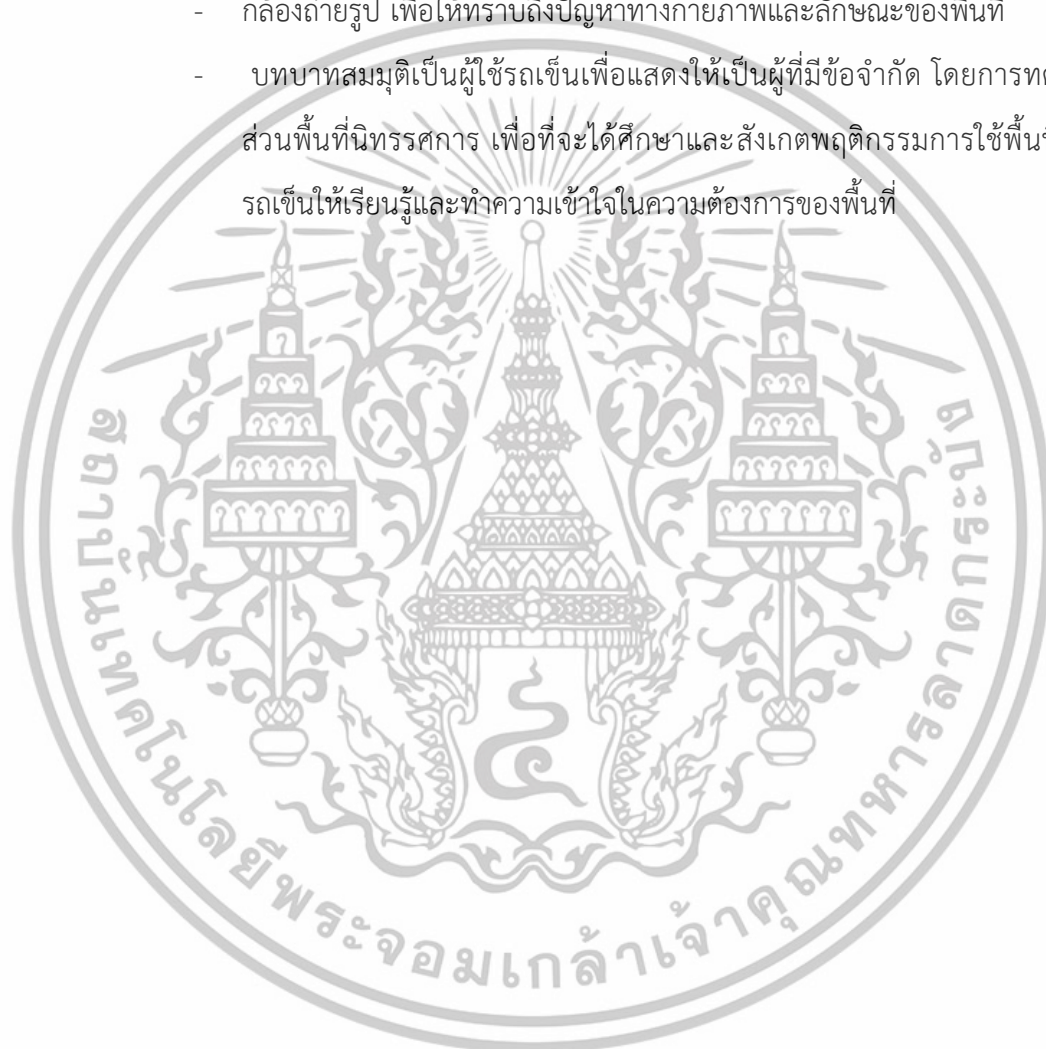 - กล้องถ่ายรูป เพื่อให้ทราบถึงปัญหาทางกายภาพและลักษณะของพื้นที่
- บทบาทสมมุติเป็นผู้ใช้รถเข็นเพื่อแสดงให้เป็นผู้ที่มีข้อจำกัด โดยการ
ส่วนพื้นที่นิทรรศการ เพื่อที่จะได้ศึกษาและสังเกตพฤติกรรมการใช้
รถเข็นให้เรียนรู้และทำความเข้าใจในความต้องการของพื้นที่
สถาบันเทคโนโลยีพระจอมเกล้าเจ้าคุณทหารลาดกระบัง
๔